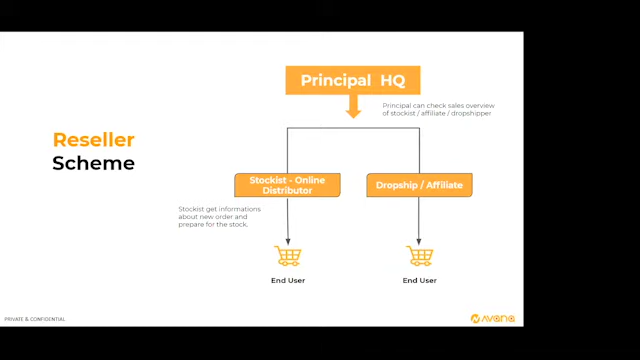 Principal HQ
Principal can check sales overview
of stockist / affiliate / dropshipper
Reseller
Scheme
Stockist - Online
Distributor
Dropship / Affiliate
Stockist get informations
about new order and
prepare for the stock.
End User
End User
PRIVATE & CONFIDENTIAL
AVANA